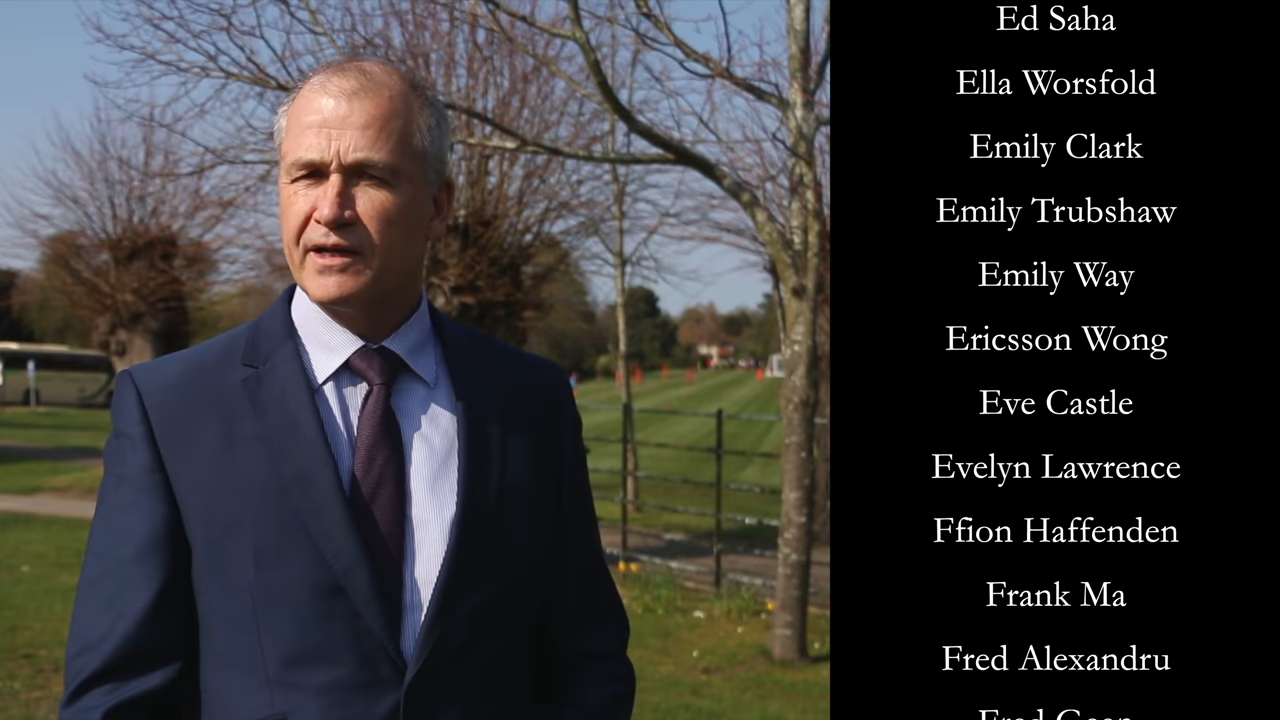 Ed Saha
Ella Worsfold
Emily Clark
Emily Trubshaw
Emily Way
Ericsson Wong
Eve Castle
Evelyn Lawrence
Ffion Haffenden
Frank Ma
Fred Alexandru
Fred